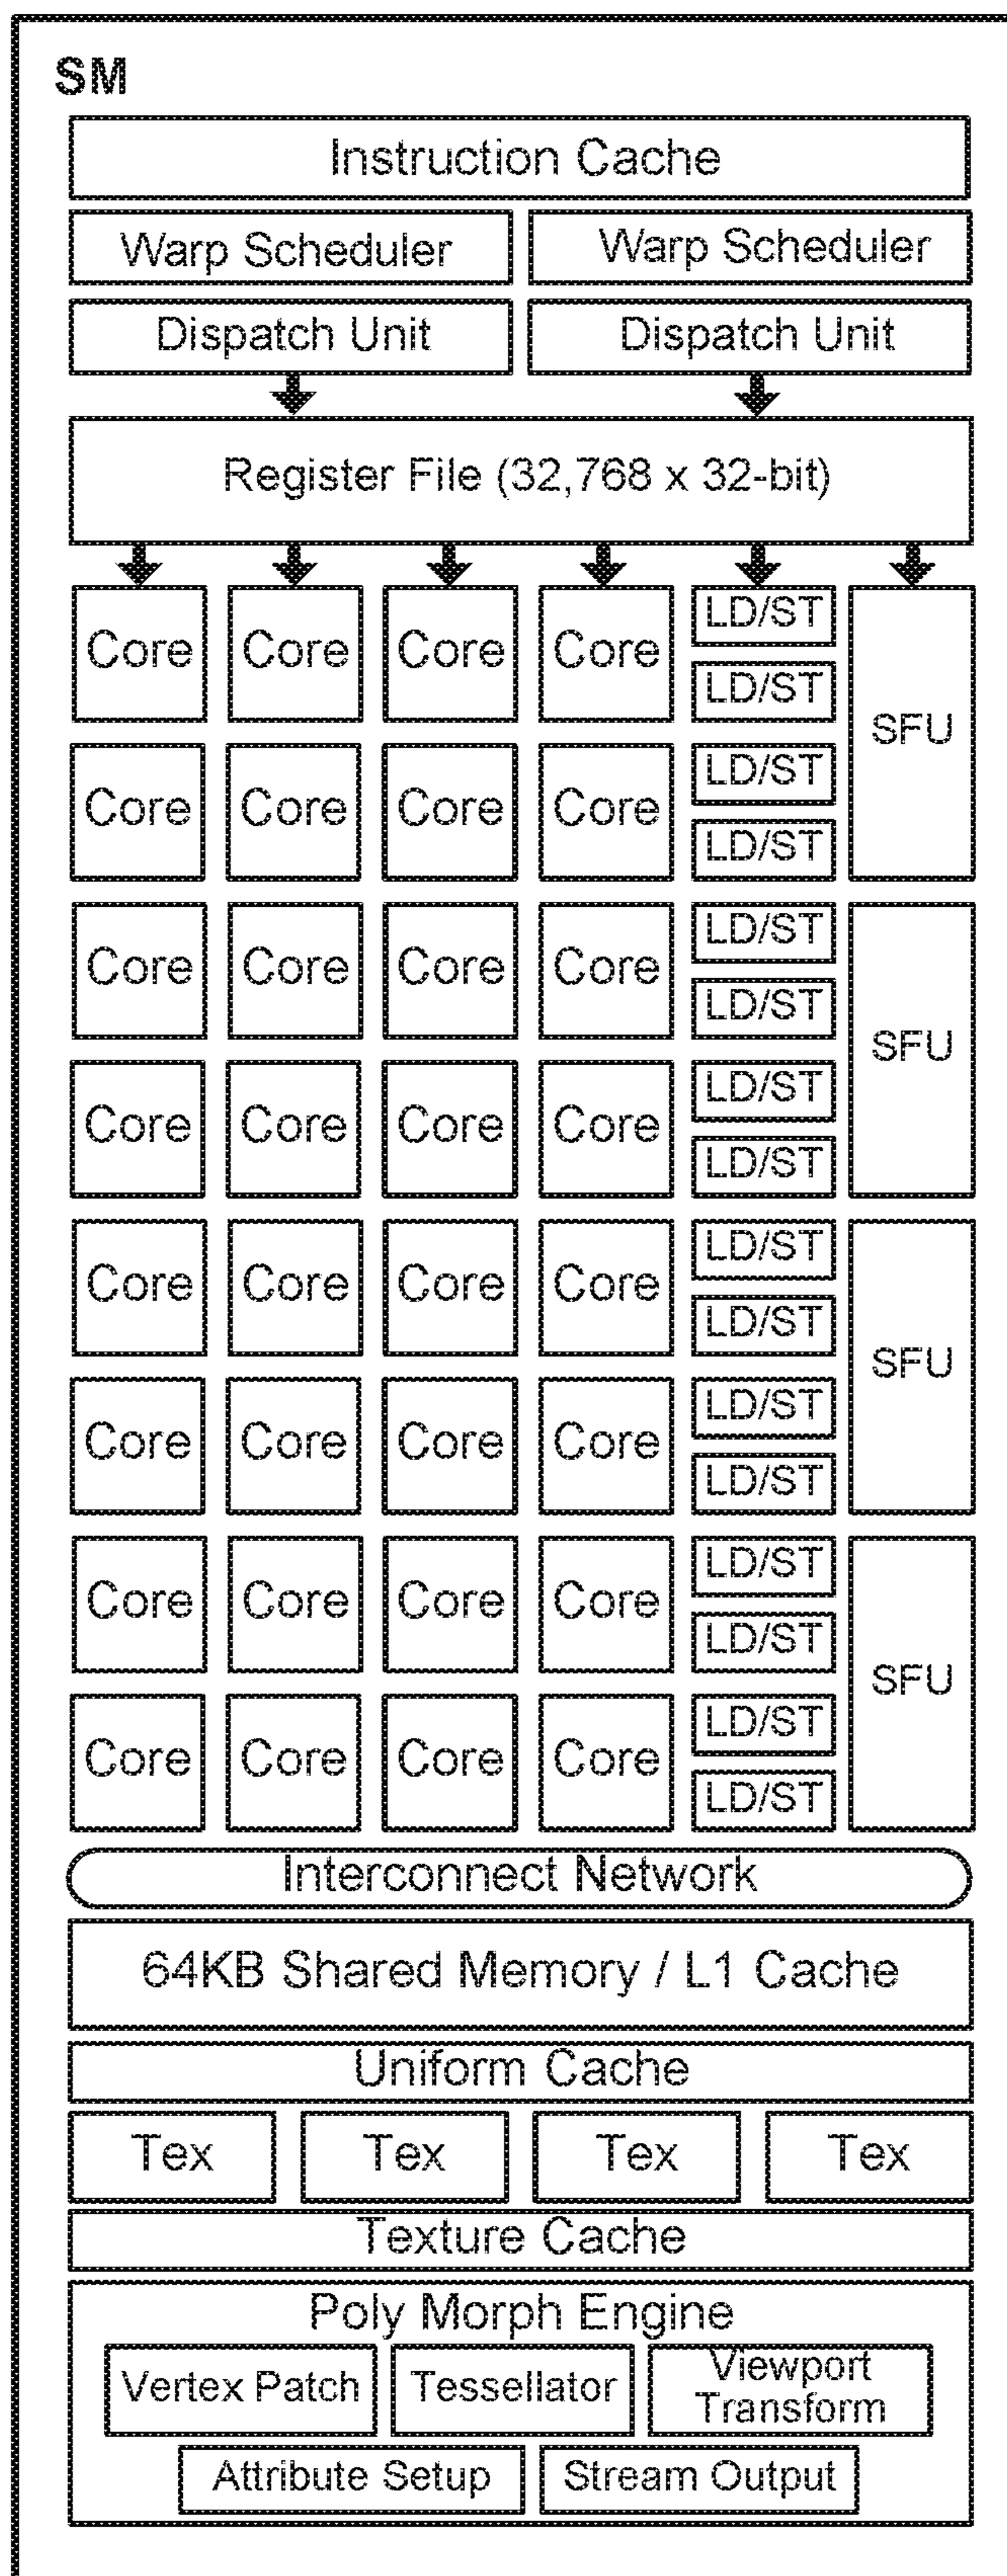 SM
Instruction Cache
Warp Scheduler Warp Scheduler
Dispatch Unit Dispatch Unit
Register File (32,768 x 32-bit)
Core Core Core Core LD/ST
LD/ST
SFU
Core Core Core Core LD/ST
LD/ST
Core Core Core Core LD/ST
LD/ST
SFU
Core Core Core Core LD/ST
LD/ST
Core Core Core Core LD/ST
LD/ST
SFU
Core Core Core Core LD/ST
LD/ST
Core Core Core Core LD/ST
LD/ST
SFU
Core Core Core Core LD/ST
LD/ST
Interconnect Network
64KB Shared Memory / L1 Cache
Uniform Cache
Tex Tex Tex Tex
Texture Cache
Poly Morph Engine
Vertex Patch Tessellator Viewport
Transform
Attribute Setup Stream Output